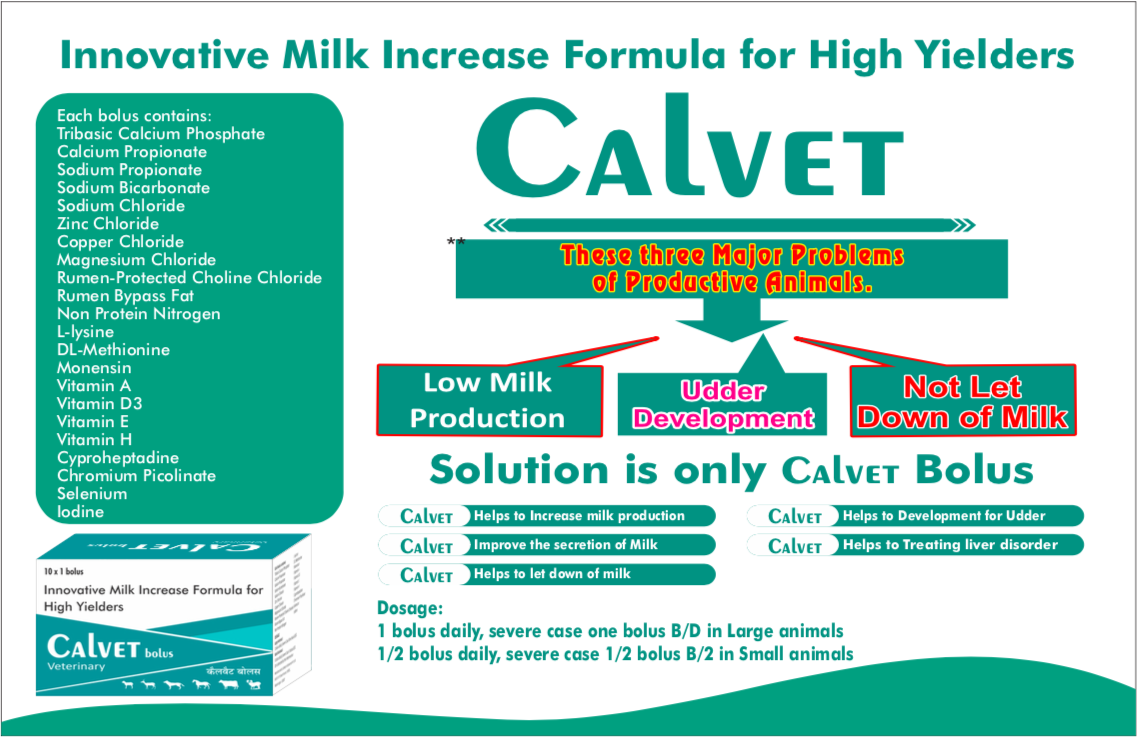 Innovative Milk Increase Formula for High Yielders
Each bolus contains:
Tribasic Calcium Phosphate
Calcium Propionate
Sodium Propionate
Sodium Bicarbonate
Sodium Chloride
Zinc Chloride
Copper Chloride
Magnesium Chloride
Rumen-Protected Choline Chloride
Rumen Bypass Fat
Non Protein Nitrogen
L-lysine
DL-Methionine
Monensin
Vitamin A
Vitamin D3
Vitamin E
Vitamin H
Cyproheptadine
Chromium Picolinate
Selenium
Iodine
CALVET
**
These three Major Problems
of Productive Animals.
Low Milk
Production
Udder
Development
Not Let
Down of Milk
Solution is only CALVET Bolus
CALVET Helps to Increase milk production
CALVET Improve the secretion of Milk
CALVET Helps to let down of milk
CALVET Helps to Development for Udder
CALVET Helps to Treating liver disorder
Dosage:
1 bolus daily, severe case one bolus B/D in Large animals
1/2 bolus daily, severe case 1/2 bolus B/2 in Small animals
CALVET bolus
10 x 1 bolus
Innovative Milk Increase Formula for
High Yielders
CALVET bolus
Veterinary
कैलवैट बोलस